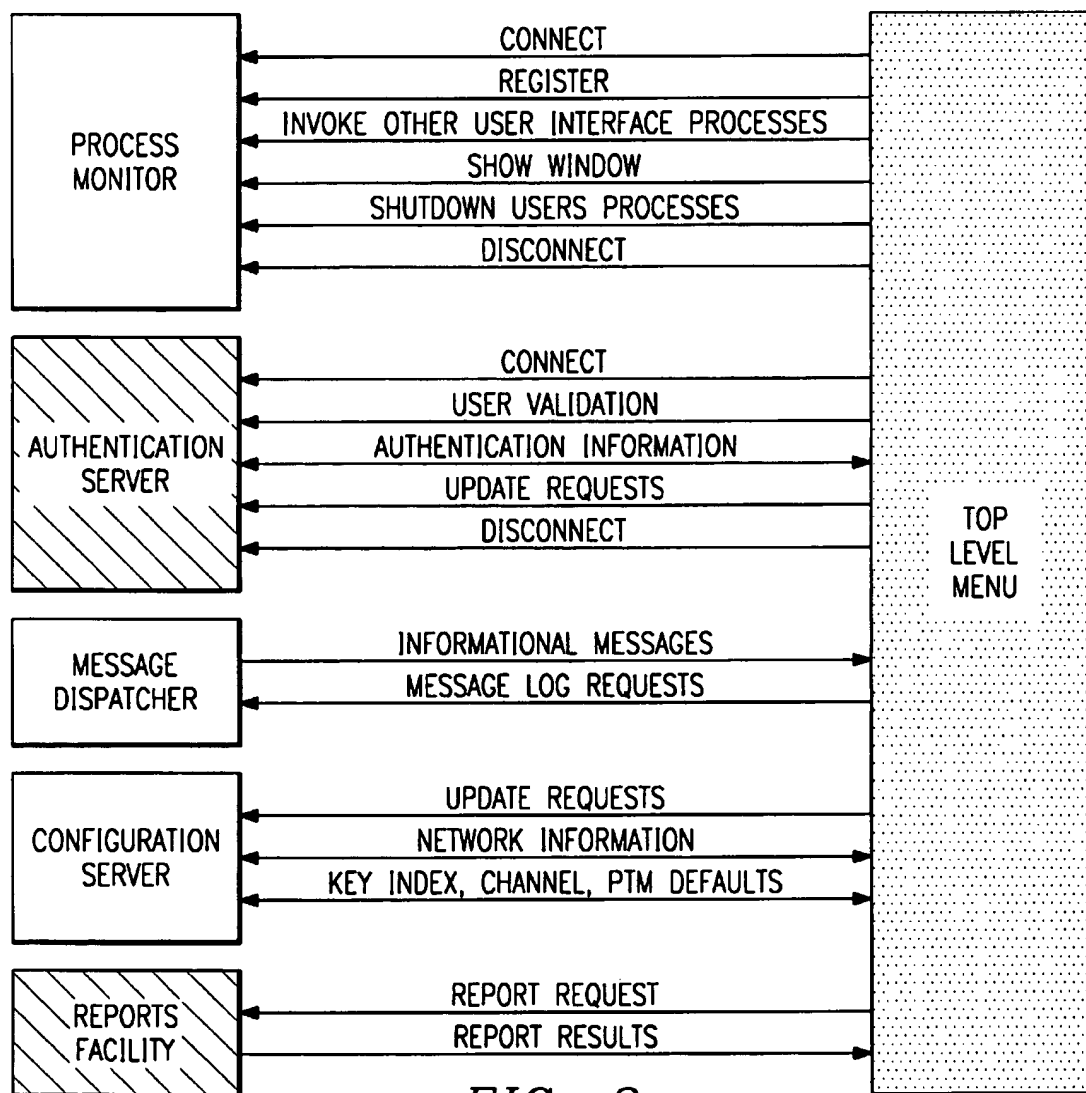 PROCESS
MONITOR
CONNECT
REGISTER
INVOKE OTHER USER INTERFACE PROCESSES
SHOW WINDOW
SHUTDOWN USERS PROCESSES
DISCONNECT
AUTHENTICATION
SERVER
CONNECT
USER VALIDATION
AUTHENTICATION INFORMATION
UPDATE REQUESTS
DISCONNECT
TOP
LEVEL
MENU
MESSAGE
DISPATCHER
INFORMATIONAL MESSAGES
MESSAGE LOG REQUESTS
CONFIGURATION
SERVER
UPDATE REQUESTS
NETWORK INFORMATION
KEY INDEX, CHANNEL, PTM DEFAULTS
REPORTS
FACILITY
REPORT REQUEST
REPORT RESULTS